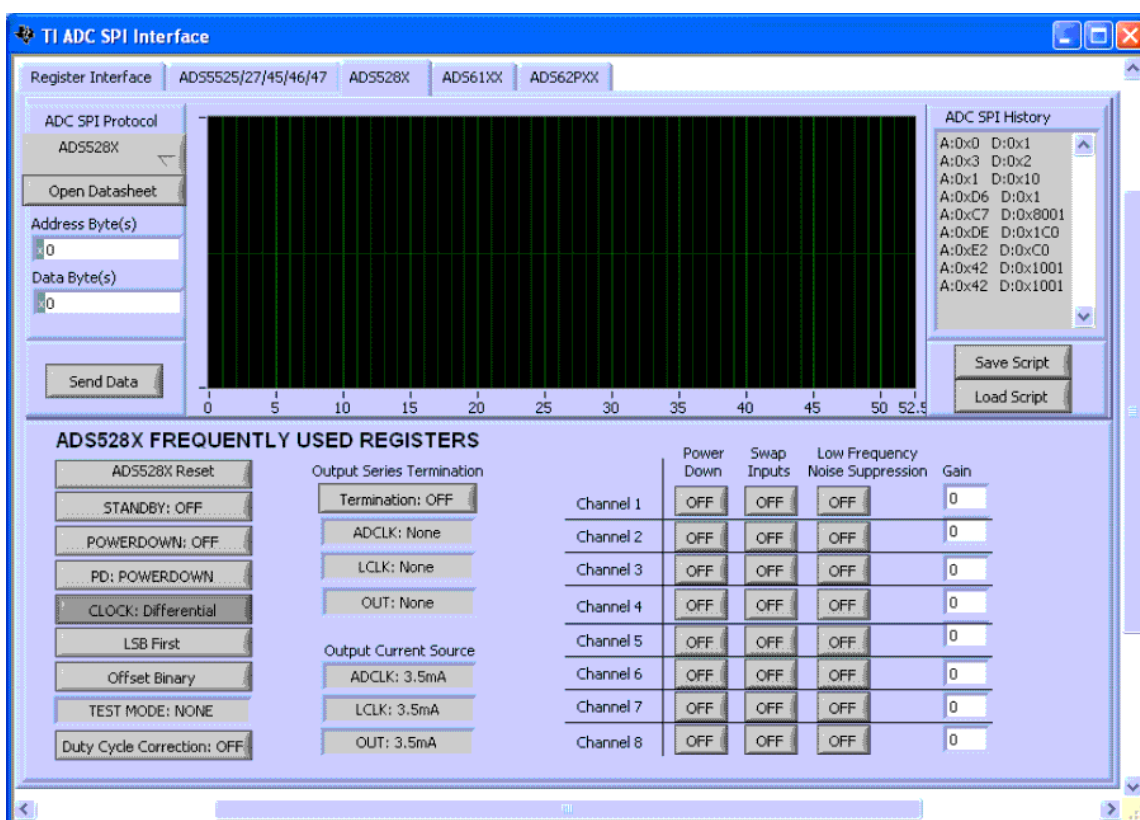 TI ADC SPI Interface
Register Interface ADS5525/27/45/46/47 ADS528X ADS61XX ADS62PXX
ADC SPI Protocol
ADS528X
Open Datasheet
Address Byte(s)
x0
Data Byte(s)
x0
Send Data
0 5 10 15 20 25 30 35 40 45 50 52.5
ADC SPI History
A:0x0 D:0x1
A:0x3 D:0x2
A:0x1 D:0x10
A:0xD6 D:0x1
A:0xC7 D:0x8001
A:0xDE D:0x1C0
A:0xE2 D:0xC0
A:0x42 D:0x1001
A:0x42 D:0x1001
Save Script
Load Script
ADS528X FREQUENTLY USED REGISTERS
ADS528X Reset
STANDBY: OFF
POWERDOWN: OFF
PD: POWERDOWN
CLOCK: Differential
LSB First
Offset Binary
TEST MODE: NONE
Duty Cycle Correction: OFF
Output Series Termination
Termination: OFF
ADCLK: None
LCLK: None
OUT: None
Output Current Source
ADCLK: 3.5mA
LCLK: 3.5mA
OUT: 3.5mA
Power Swap Low Frequency
Down Inputs Noise Suppression Gain
Channel 1 OFF OFF OFF 0
Channel 2 OFF OFF OFF 0
Channel 3 OFF OFF OFF 0
Channel 4 OFF OFF OFF 0
Channel 5 OFF OFF OFF 0
Channel 6 OFF OFF OFF 0
Channel 7 OFF OFF OFF 0
Channel 8 OFF OFF OFF 0